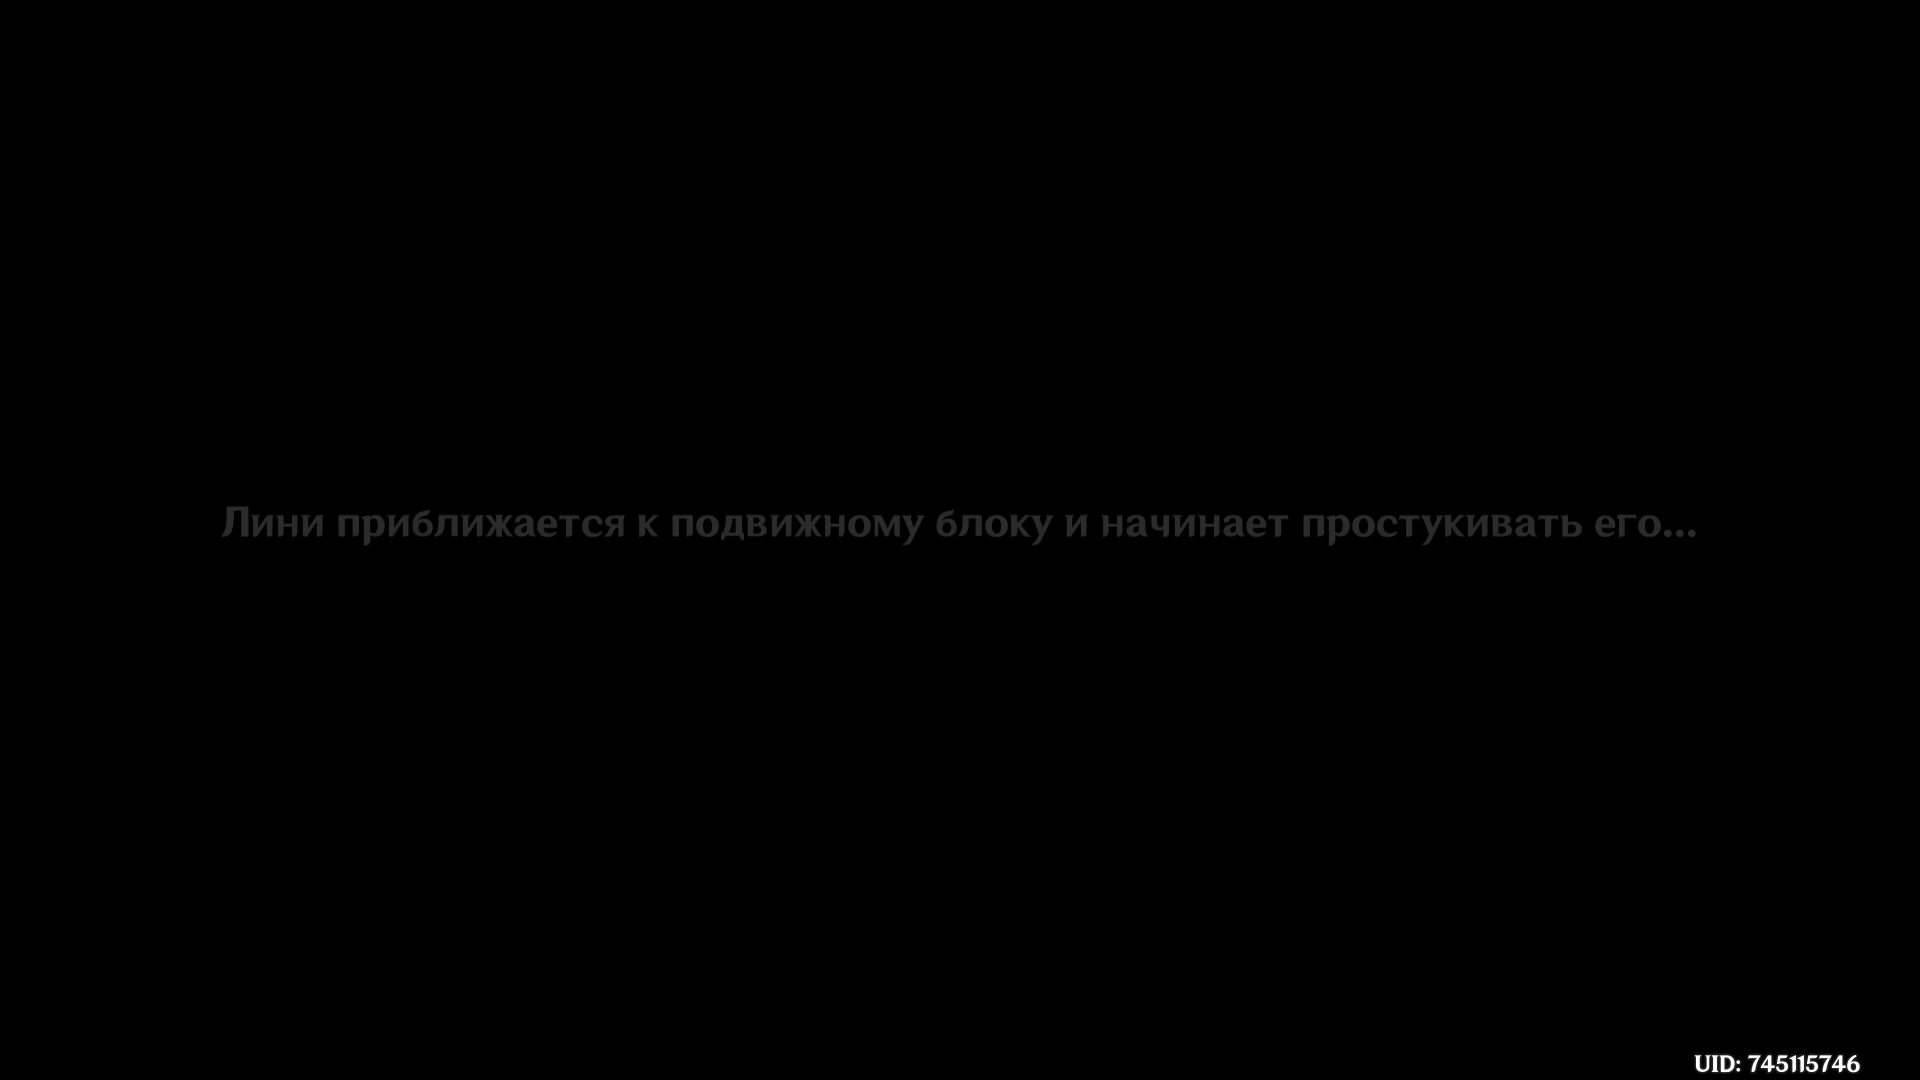 Лини приближается к подвижному блоку и начинает простукивать его...
UID: 745115746